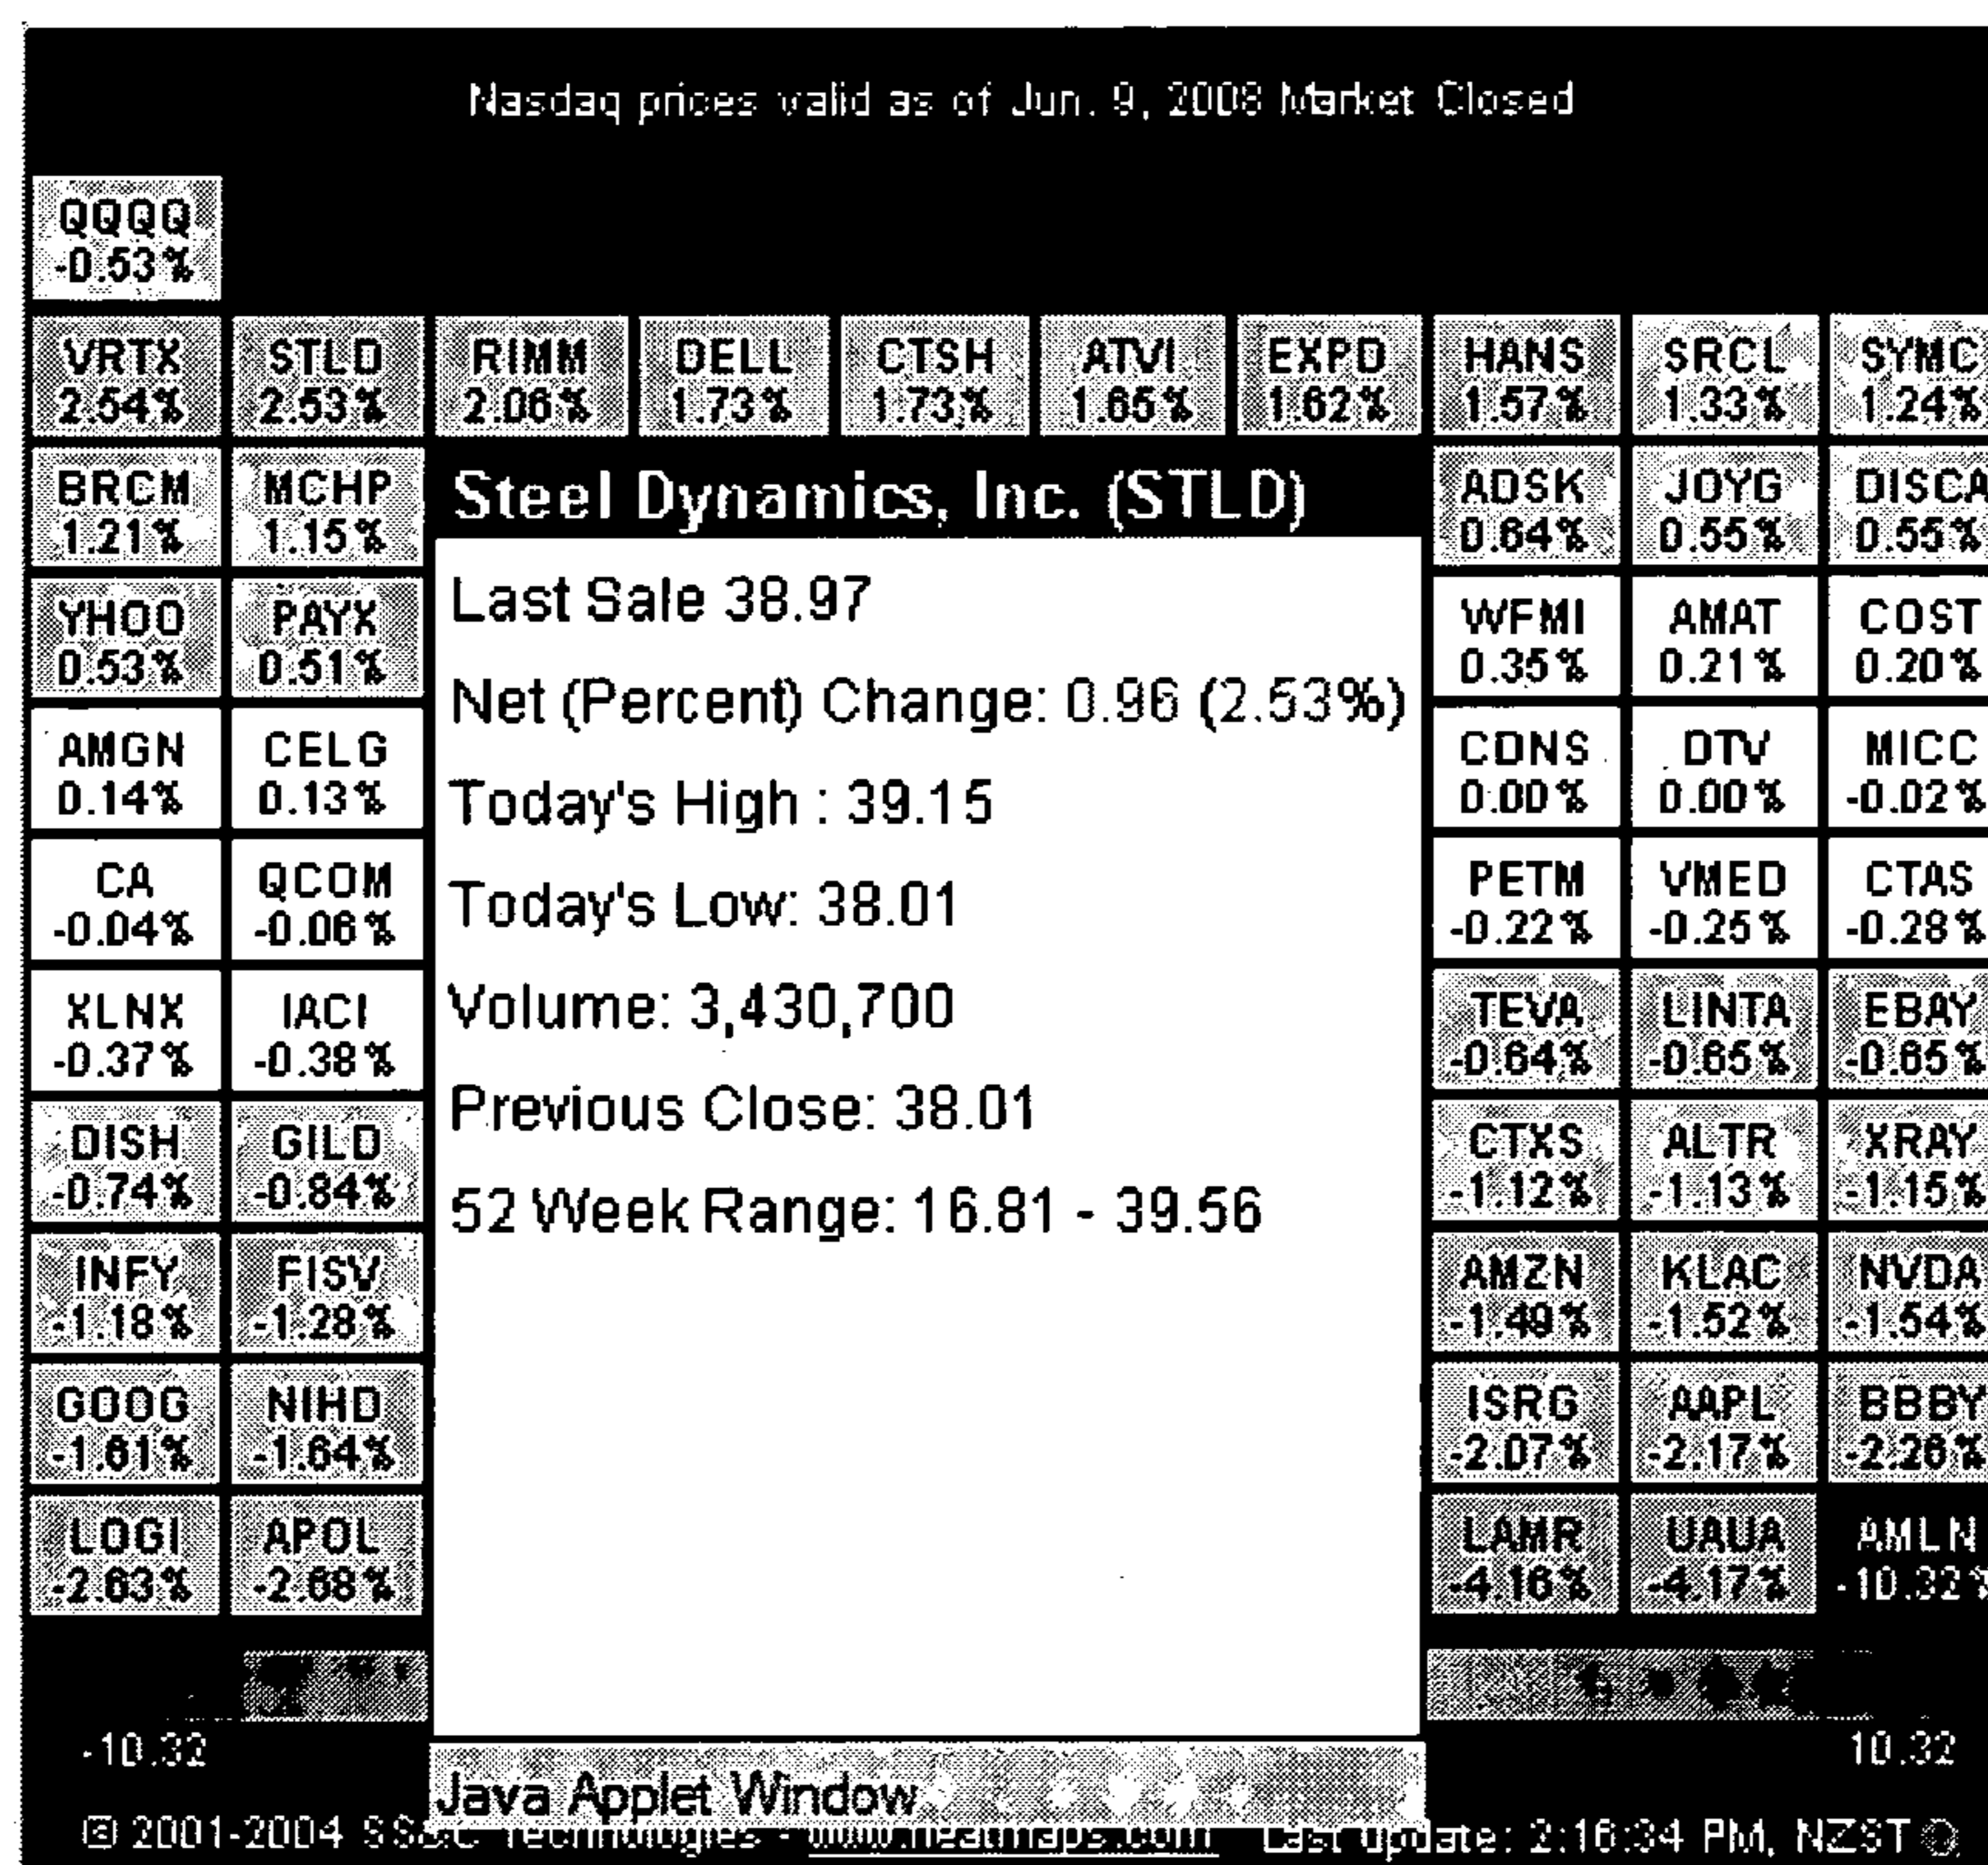 Nasdaq prices valid as of Jun. 9, 2008 Market Closed
QQQQ
-0.53%
VRTX STLD RIMM DELL CTSH ATVI EXPD HANS SRCL SYMC
2.54% 2.53% 2.06% 1.73% 1.73% 1.65% 1.62% 1.57% 1.33% 1.24%
BRCM MCHP ADSK JOYG DISCA
1.21% 1.15% 0.64% 0.55% 0.55%
YHOO PAYX WFMI AMAT COST
0.53% 0.51% 0.35% 0.21% 0.20%
AMGN CELG CDNS DTV MICC
0.14% 0.13% 0.00% 0.00% -0.02%
CA QCOM PETM VMED CTAS
-0.04% -0.06% -0.22% -0.25% -0.28%
XLNX IACI TEVA LINTA EBAY
-0.37% -0.38% -0.64% -0.65% -0.65%
DISH GILD CTXS ALTR XRAY
-0.74% -0.84% -1.12% -1.13% -1.15%
INFY FISV AMZN KLAC NVDA
-1.18% -1.28% -1.49% -1.52% -1.54%
GOOG NIHD ISRG AAPL BBBY
-1.61% -1.64% -2.07% -2.17% -2.26%
LOGI APOL LAMR UAUA AMLN
-2.63% -2.68% -4.16% -4.17% -10.32%
Steel Dynamics, Inc. (STLD)
Last Sale 38.97
Net (Percent) Change: 0.96 (2.53%)
Today's High : 39.15
Today's Low: 38.01
Volume: 3,430,700
Previous Close: 38.01
52 Week Range: 16.81 - 39.56
-10.32 10.32
Java Applet Window
© 2001-2004 SS&C Technologies - www.heatmaps.com Last update: 2:16:34 PM, NZST